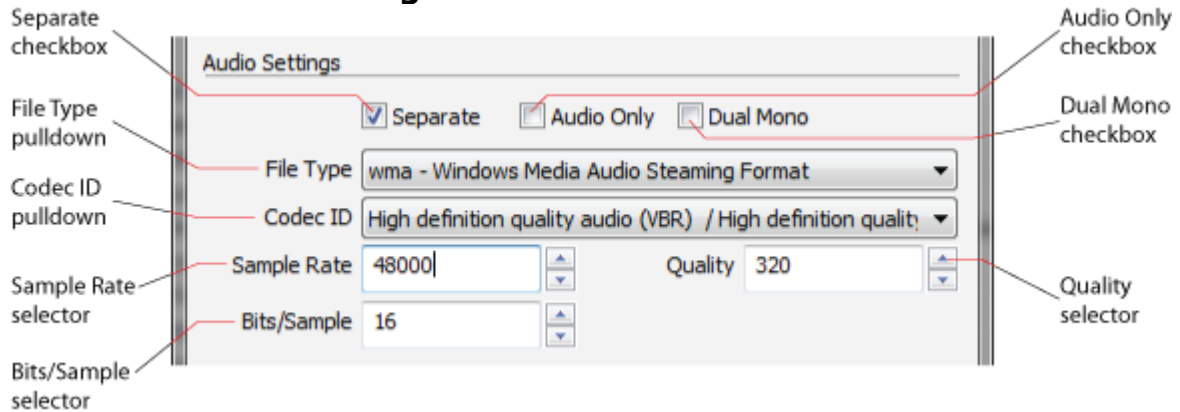 Separate
checkbox
Audio Only
checkbox
Audio Settings
File Type
pulldown
Separate Audio Only Dual Mono
Dual Mono
checkbox
File Type wma - Windows Media Audio Steaming Format
Codec ID
pulldown
Codec ID High definition quality audio (VBR) / High definition quality
Sample Rate 48000 Quality 320
Sample Rate
selector
Quality
selector
Bits/Sample 16
Bits/Sample
selector